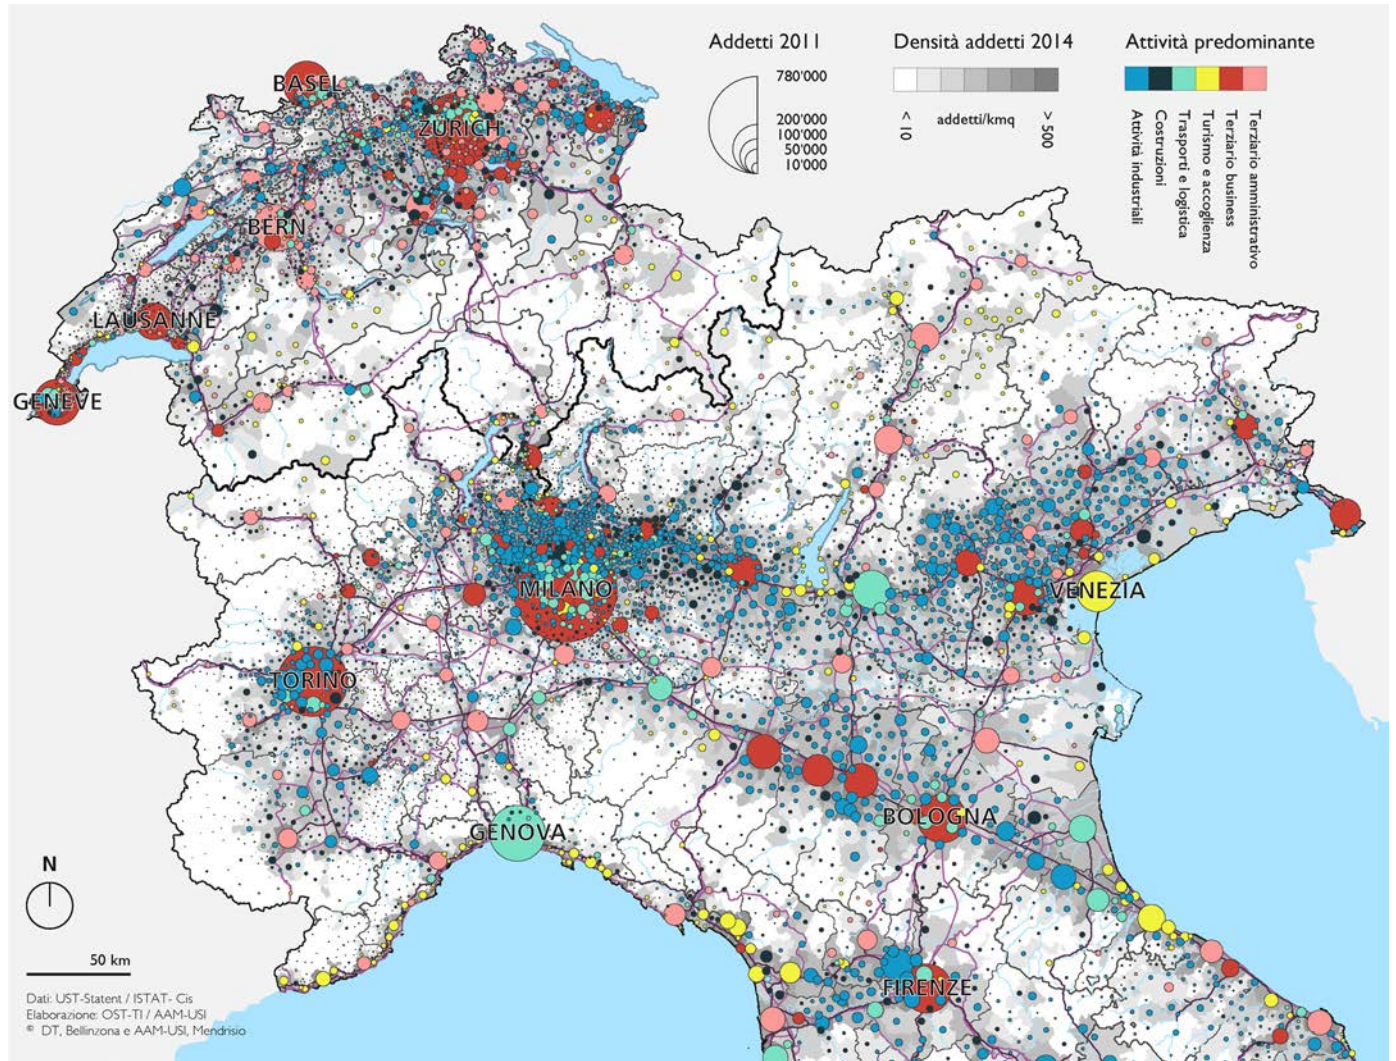 Addetti 2011
780'000
200'000
100'000
50'000
10'000
Densità addetti 2014
< 10
addetti/kmq
> 500
Attività predominante
Attività industriali
Costruzioni
Trasporti e logistica
Turismo e accoglienza
Terziario business
Terziario amministrativo
BASEL
ZÜRICH
BERN
LAUSANNE
GENEVE
MILANO
VENEZIA
TORINO
GENOVA
BOLOGNA
FIRENZE
N
50 km
Dati: UST-Statent / ISTAT- Cis
Elaborazione: OST-TI / AAM-USI
© DT, Bellinzona e AAM-USI, Mendrisio